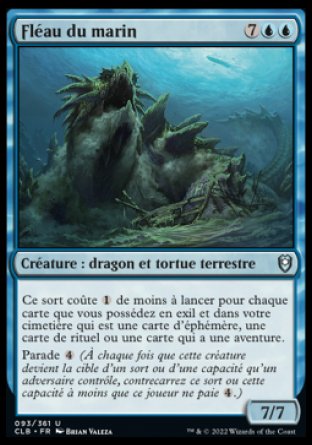 Fléau du marin 7
Créature : dragon et tortue terrestre
Ce sort coûte 1 de moins à lancer pour chaque
carte que vous possédez en exil et dans votre
cimetière qui est une carte d'éphémère, une
carte de rituel ou une carte qui a une aventure.
Parade 4 (À chaque fois que cette créature
devient la cible d'un sort ou d'une capacité qu'un
adversaire contrôle, contrecarrez ce sort ou cette
capacité à moins que ce joueur ne paie 4.)
7/7
093/361 U
CLB • FR Brian Valeza
™ & © 2022 Wizards of the Coast